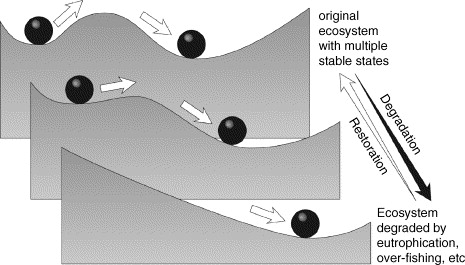 original
ecosystem
with multiple
stable states
Degradation
Restoration
Ecosystem
degraded by
eutrophication,
over-fishing, etc